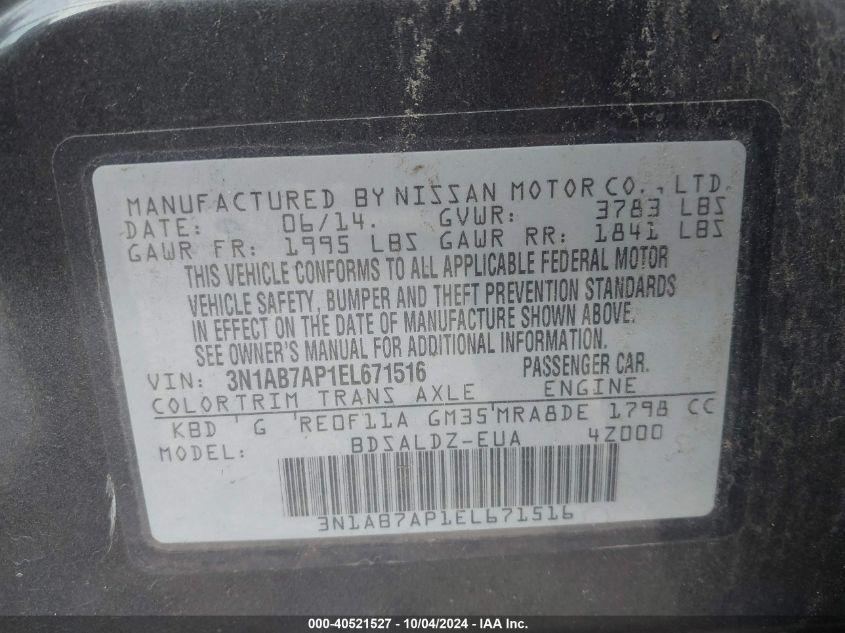 MANUFACTURED BY NISSAN MOTOR CO., LTD.
DATE: 06/14. GVWR: 3783 LBS
GAWR FR: 1995 LBS GAWR RR: 1841 LBS
THIS VEHICLE CONFORMS TO ALL APPLICABLE FEDERAL MOTOR
VEHICLE SAFETY, BUMPER AND THEFT PREVENTION STANDARDS
IN EFFECT ON THE DATE OF MANUFACTURE SHOWN ABOVE.
SEE OWNER'S MANUAL FOR ADDITIONAL INFORMATION.
VIN: 3N1AB7AP1EL671516 PASSENGER CAR.
COLORTRIM TRANS AXLE ENGINE
KBD G RE0F11A GM35 MRA8DE 1798 CC
MODEL: BDSALDZ-EUA 4Z000
3N1AB7AP1EL671516
000-40521527 - 10/04/2024 - IAA Inc.